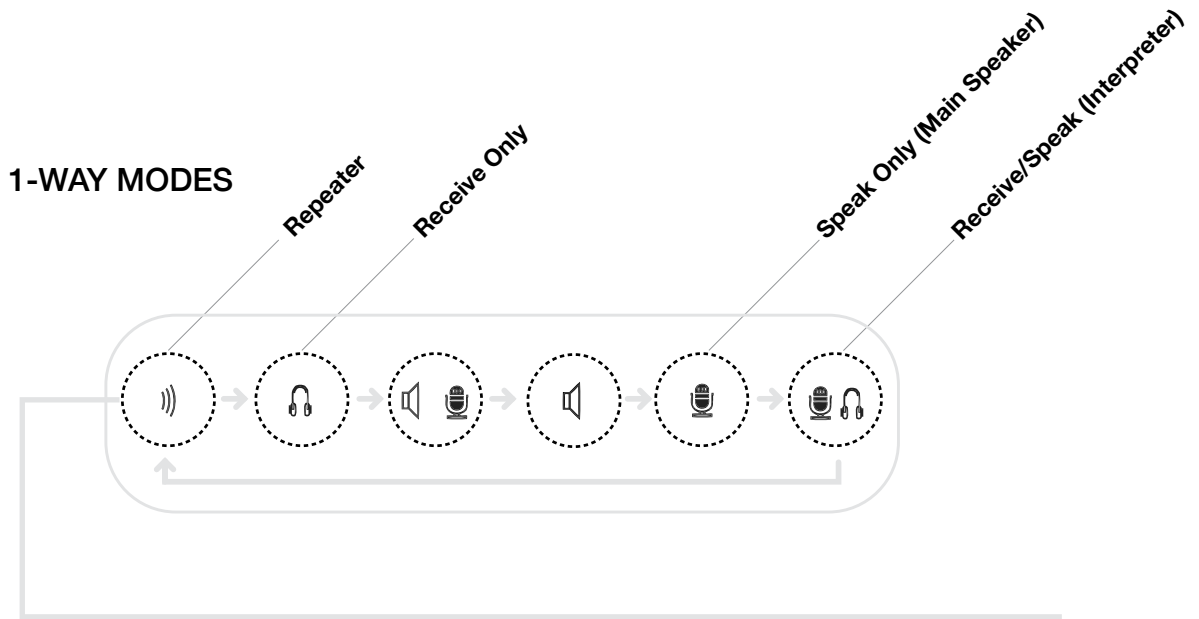 1-WAY MODES
Repeater
Receive Only
Speak Only (Main Speaker)
Receive/Speak (Interpreter)